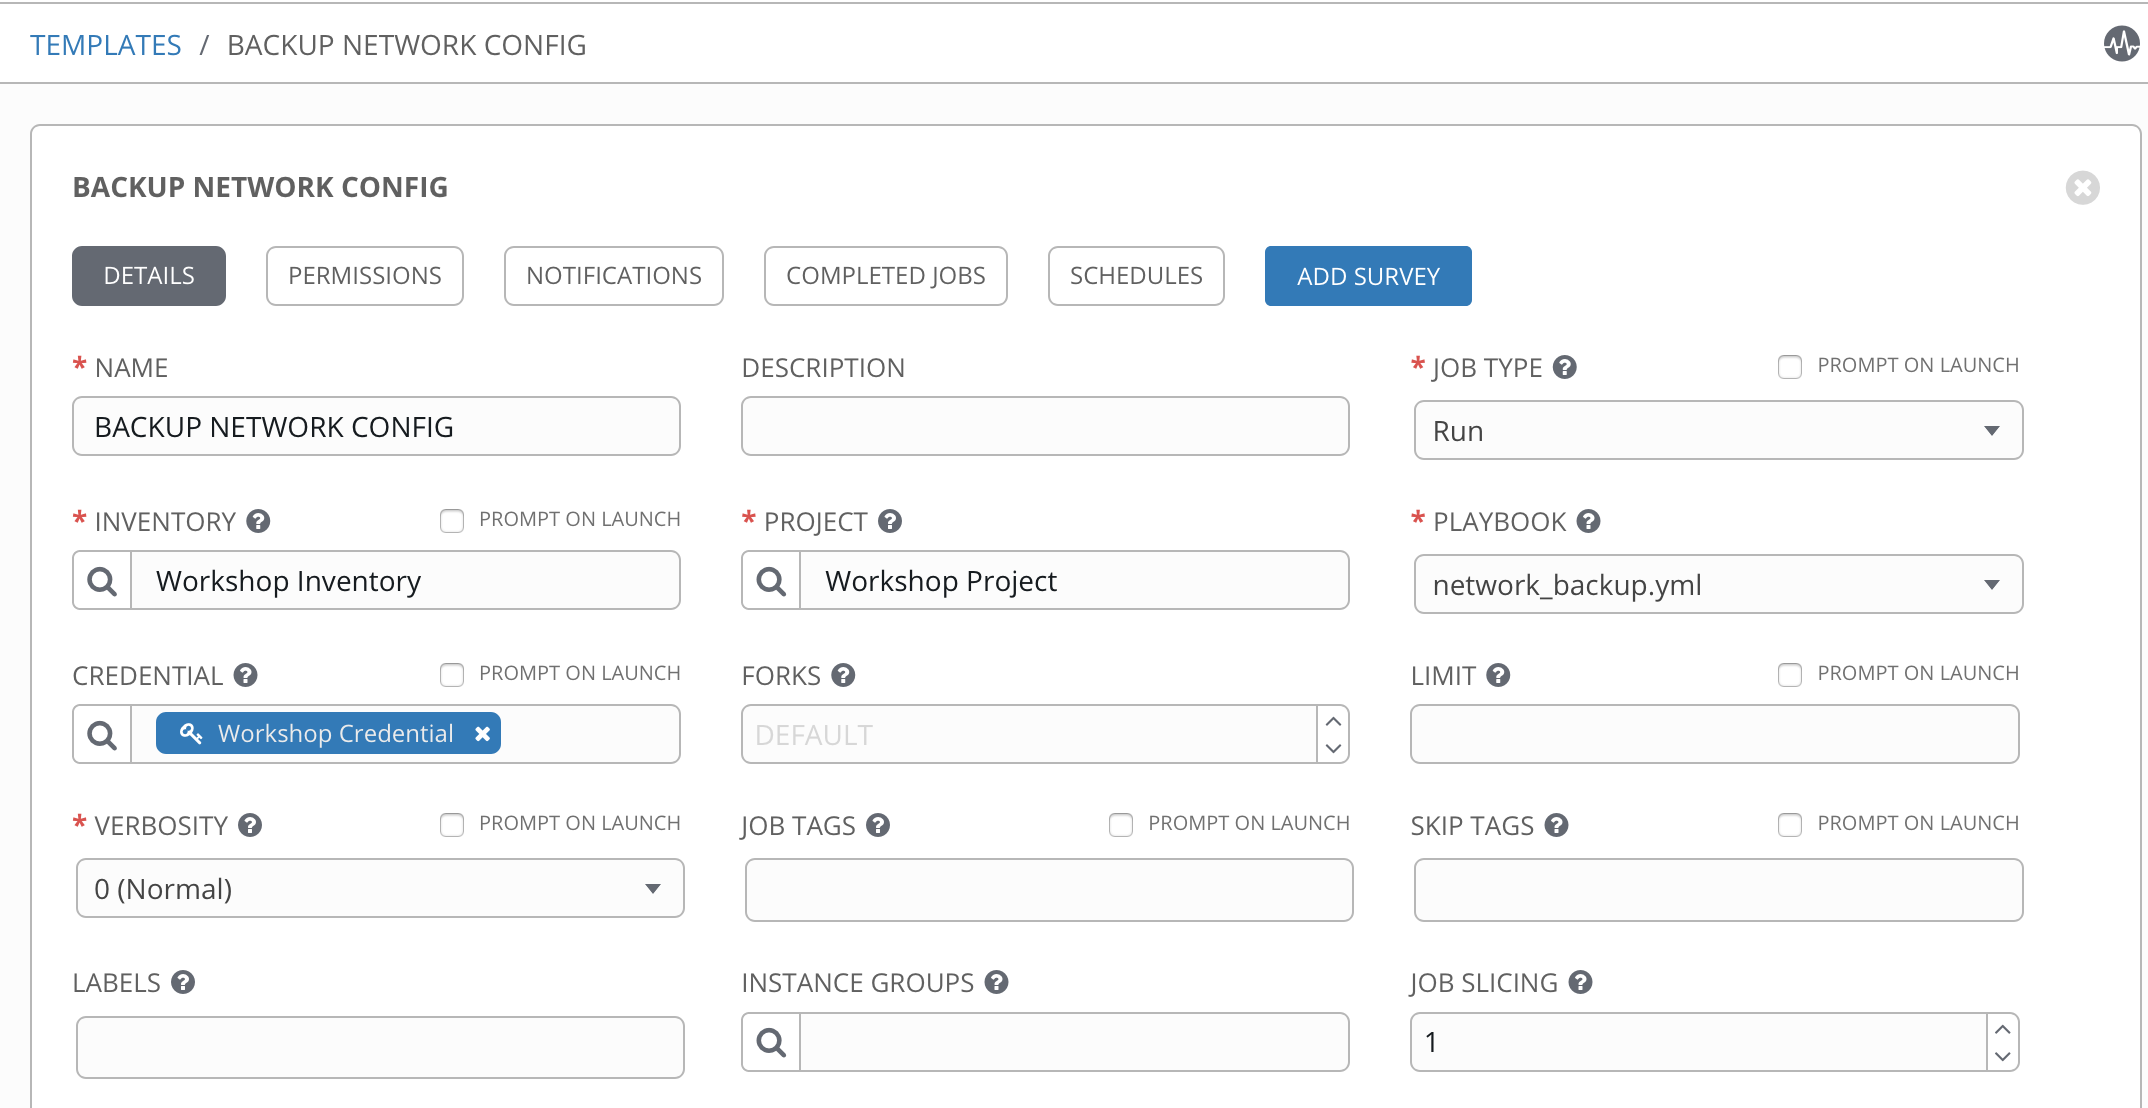 TEMPLATES / BACKUP NETWORK CONFIG
BACKUP NETWORK CONFIG
DETAILS PERMISSIONS NOTIFICATIONS COMPLETED JOBS SCHEDULES ADD SURVEY
* NAME DESCRIPTION * JOB TYPE ? PROMPT ON LAUNCH
BACKUP NETWORK CONFIG Run
* INVENTORY ? PROMPT ON LAUNCH * PROJECT ? * PLAYBOOK ?
Workshop Inventory Workshop Project network_backup.yml
CREDENTIAL ? PROMPT ON LAUNCH FORKS ? LIMIT ? PROMPT ON LAUNCH
Workshop Credential DEFAULT
* VERBOSITY ? PROMPT ON LAUNCH JOB TAGS ? PROMPT ON LAUNCH SKIP TAGS ? PROMPT ON LAUNCH
0 (Normal)
LABELS ? INSTANCE GROUPS ? JOB SLICING ?
1